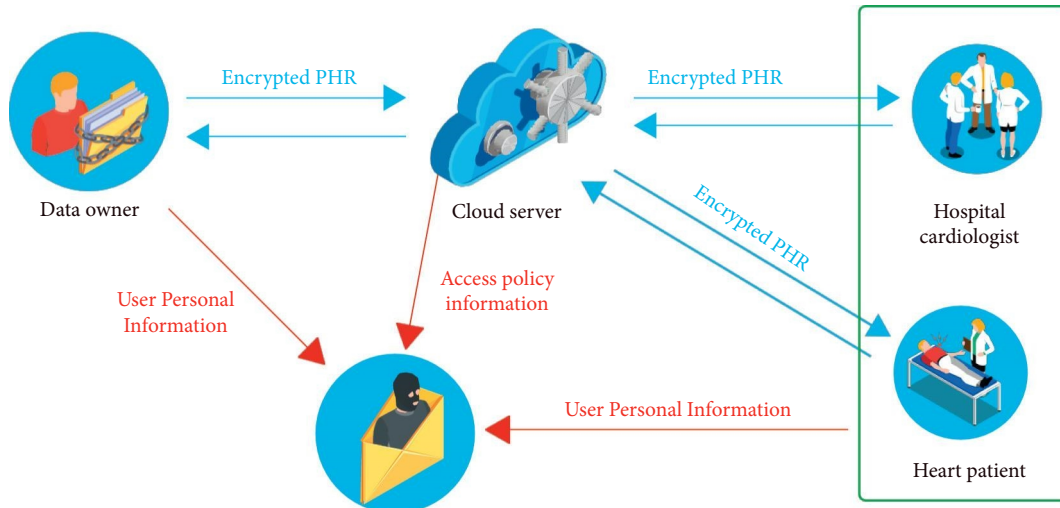 Encrypted PHR
Encrypted PHR
Data owner
Cloud server
Hospital
cardiologist
Encrypted PHR
User Personal
Information
Access policy
information
User Personal Information
Heart patient